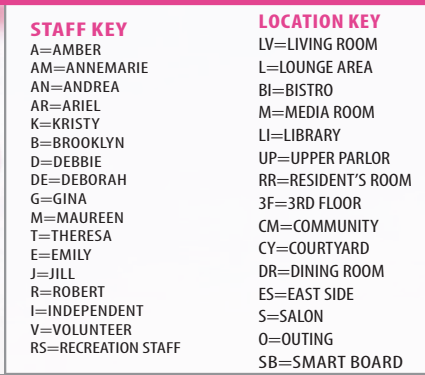 STAFF KEY
A=AMBER
AM=ANNEMARIE
AN=ANDREA
AR=ARIEL
K=KRISTY
B=BROOKLYN
D=DEBBIE
DE=DEBORAH
G=GINA
M=MAUREEN
T=THERESA
E=EMILY
J=JILL
R=ROBERT
I=INDEPENDENT
V=VOLUNTEER
RS=RECREATION STAFF
LOCATION KEY
LV=LIVING ROOM
L=LOUNGE AREA
BI=BISTRO
M=MEDIA ROOM
LI=LIBRARY
UP=UPPER PARLOR
RR=RESIDENT'S ROOM
3F=3RD FLOOR
CM=COMMUNITY
CY=COURTYARD
DR=DINING ROOM
ES=EAST SIDE
S=SALON
O=OUTING
SB=SMART BOARD